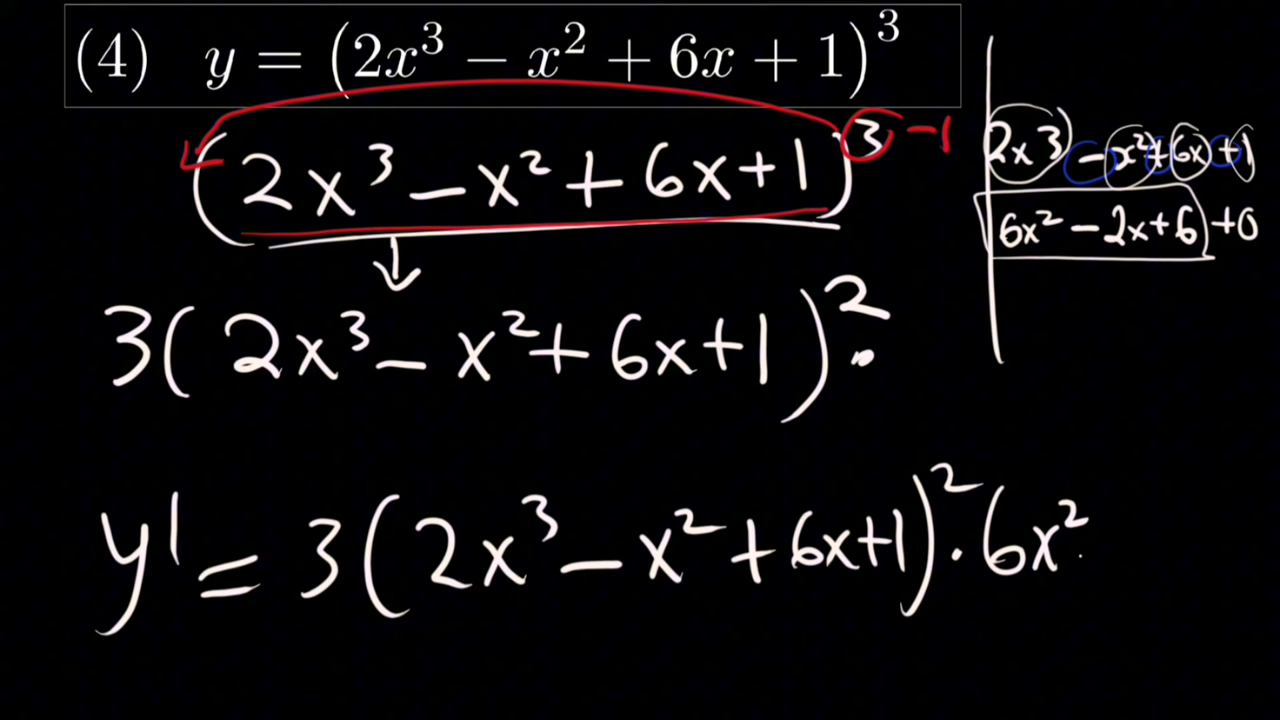 (4) y = (2x³ − x² + 6x + 1)³
(2x³ − x² + 6x + 1)³ −1
2x3) − x² + 6x + 1
6x² − 2x + 6 + 0
3(2x³ − x² + 6x + 1)² ·
y' = 3(2x³ − x² + 6x + 1)² · 6x²